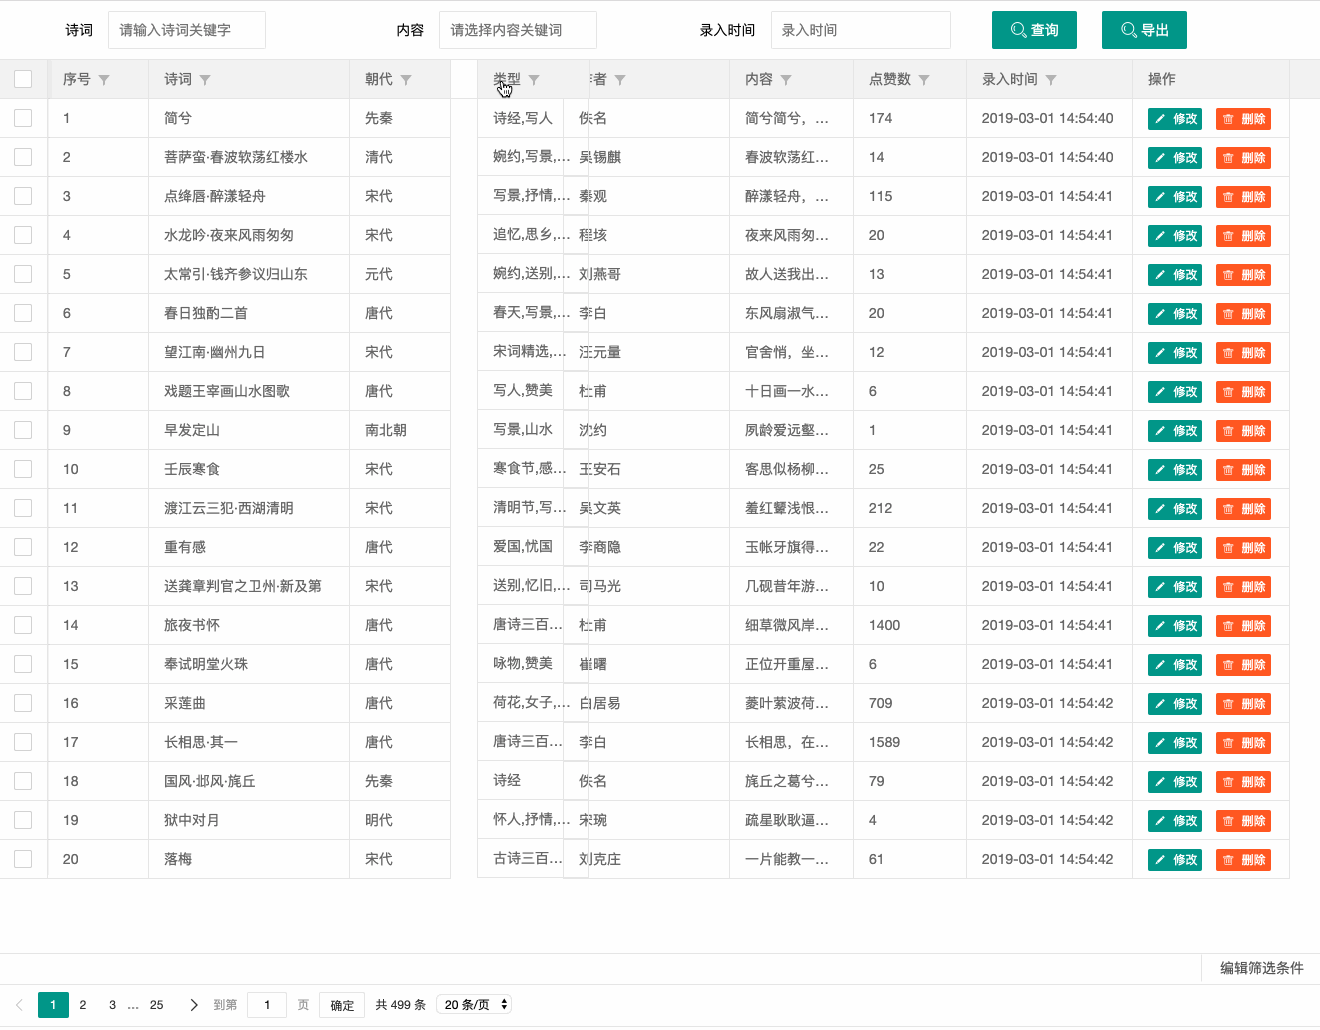 诗词 请输入诗词关键字 内容 请选择内容关键词 录入时间 录入时间 查询 导出
序号 诗词 朝代 类型 者 内容 点赞数 录入时间 操作
1 简兮 先秦 诗经,写人 佚名 简兮简兮，... 174 2019-03-01 14:54:40 修改 删除
2 菩萨蛮·春波软荡红楼水 清代 婉约,写景,... 吴锡麒 春波软荡红... 14 2019-03-01 14:54:40 修改 删除
3 点绛唇·醉漾轻舟 宋代 写景,抒情,... 秦观 醉漾轻舟，... 115 2019-03-01 14:54:41 修改 删除
4 水龙吟·夜来风雨匆匆 宋代 追忆,思乡,... 程垓 夜来风雨匆... 20 2019-03-01 14:54:41 修改 删除
5 太常引·钱齐参议归山东 元代 婉约,送别,... 刘燕哥 故人送我出... 13 2019-03-01 14:54:41 修改 删除
6 春日独酌二首 唐代 春天,写景,... 李白 东风扇淑气... 20 2019-03-01 14:54:41 修改 删除
7 望江南·幽州九日 宋代 宋词精选,... 汪元量 官舍悄，坐... 12 2019-03-01 14:54:41 修改 删除
8 戏题王宰画山水图歌 唐代 写人,赞美 杜甫 十日画一水... 6 2019-03-01 14:54:41 修改 删除
9 早发定山 南北朝 写景,山水 沈约 夙龄爱远壑... 1 2019-03-01 14:54:41 修改 删除
10 壬辰寒食 宋代 寒食节,感... 王安石 客思似杨柳... 25 2019-03-01 14:54:41 修改 删除
11 渡江云三犯·西湖清明 宋代 清明节,写... 吴文英 羞红颦浅恨... 212 2019-03-01 14:54:41 修改 删除
12 重有感 唐代 爱国,忧国 李商隐 玉帐牙旗得... 22 2019-03-01 14:54:41 修改 删除
13 送龚章判官之卫州·新及第 宋代 送别,忆旧,... 司马光 几砚昔年游... 10 2019-03-01 14:54:41 修改 删除
14 旅夜书怀 唐代 唐诗三百... 杜甫 细草微风岸... 1400 2019-03-01 14:54:41 修改 删除
15 奉试明堂火珠 唐代 咏物,赞美 崔曙 正位开重屋... 6 2019-03-01 14:54:41 修改 删除
16 采莲曲 唐代 荷花,女子,... 白居易 菱叶萦波荷... 709 2019-03-01 14:54:42 修改 删除
17 长相思·其一 唐代 唐诗三百... 李白 长相思，在... 1589 2019-03-01 14:54:42 修改 删除
18 国风·邶风·旄丘 先秦 诗经 佚名 旄丘之葛兮... 79 2019-03-01 14:54:42 修改 删除
19 狱中对月 明代 怀人,抒情,... 宋琬 疏星耿耿逼... 4 2019-03-01 14:54:42 修改 删除
20 落梅 宋代 古诗三百... 刘克庄 一片能教一... 61 2019-03-01 14:54:42 修改 删除
编辑筛选条件
1 2 3 ... 25 到第 1 页 确定 共 499 条 20 条/页